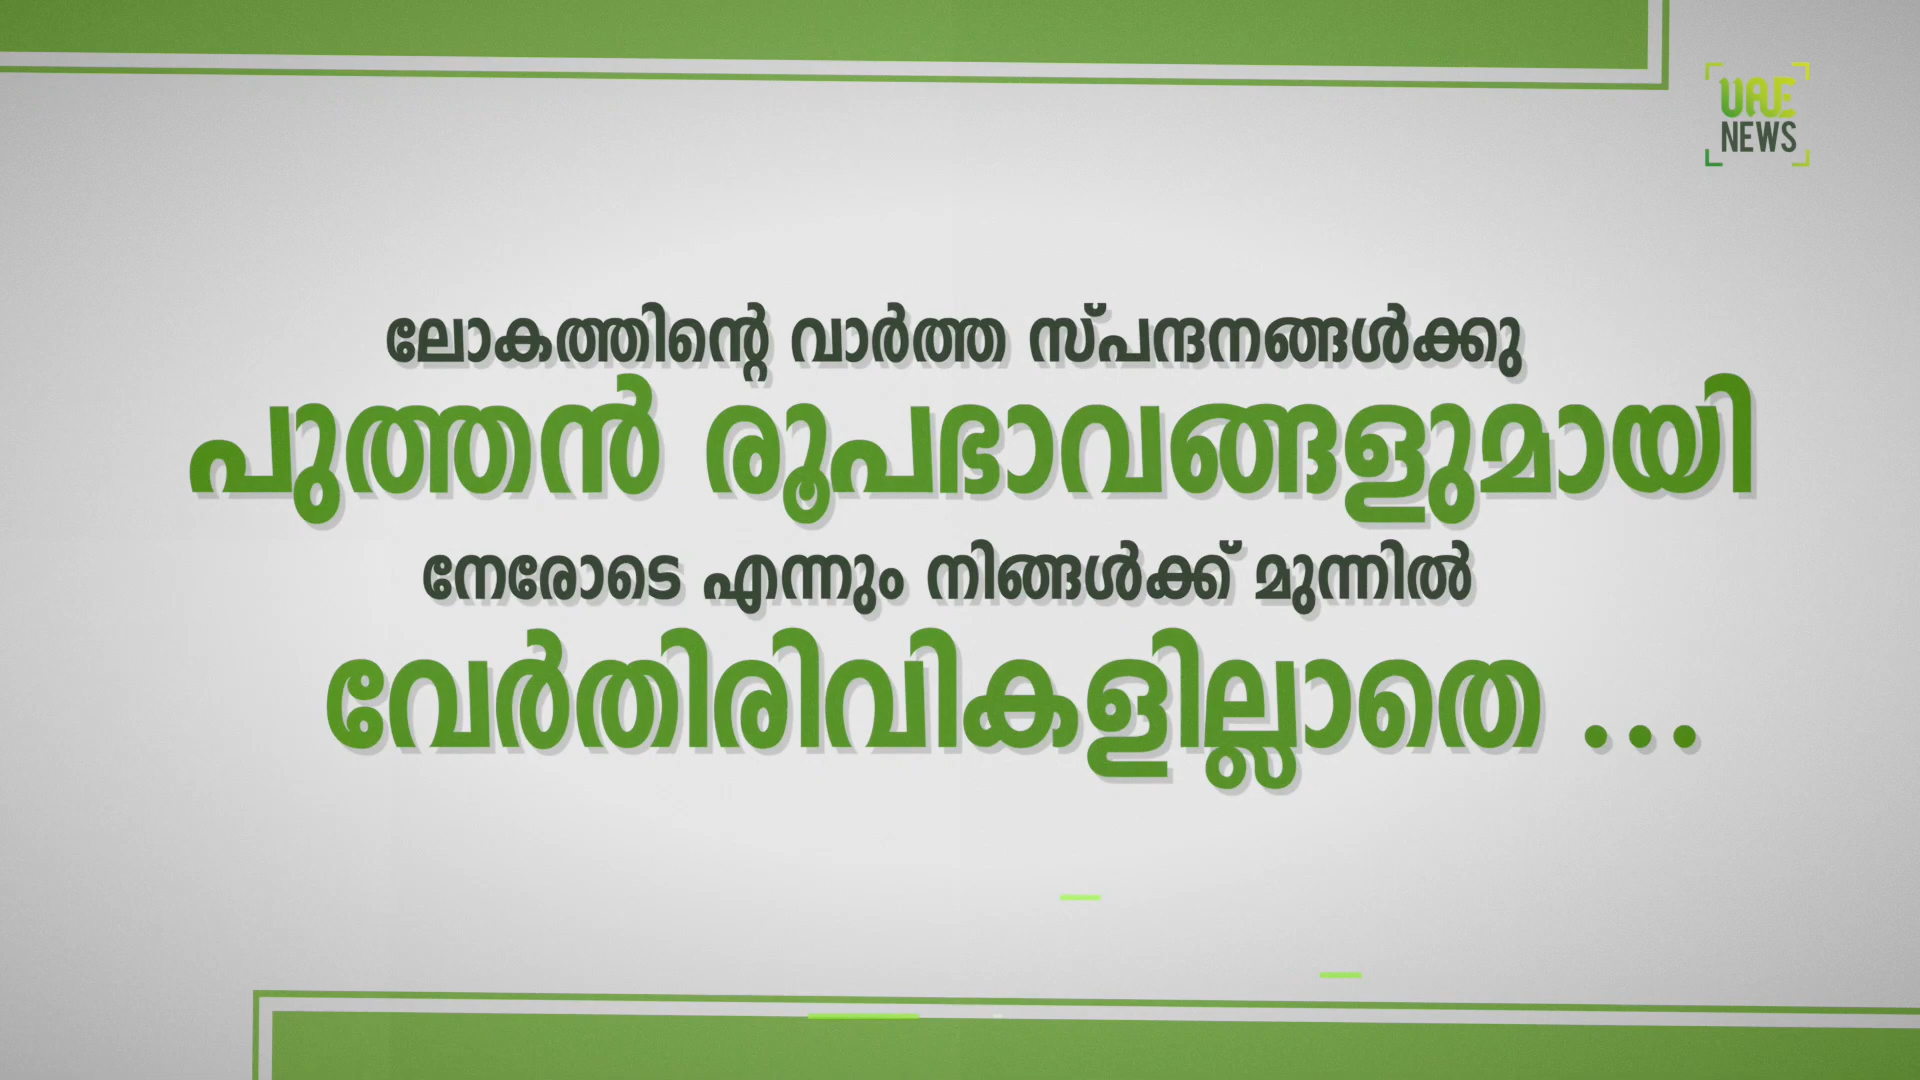 UAE
NEWS
ലോകത്തിന്റെ വാർത്ത സ്പന്ദനങ്ങൾക്കു
പുത്തൻ രൂപഭാവങ്ങളുമായി
നേരോടെ എന്നും നിങ്ങൾക്ക് മുന്നിൽ
വേർതിരിവികളില്ലാതെ ...